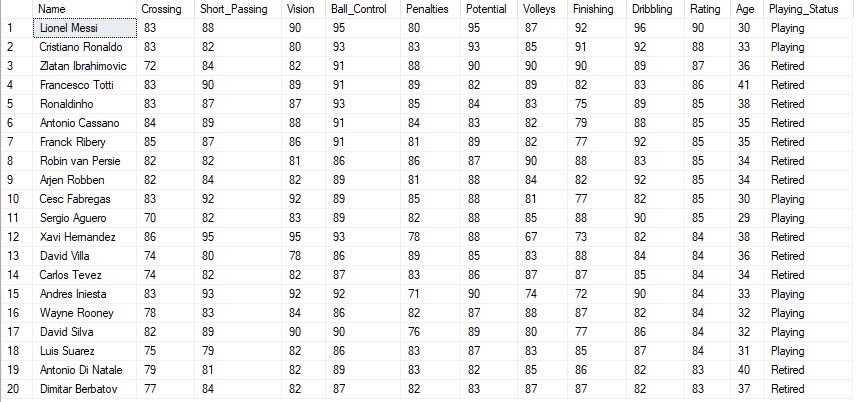 Name Crossing Short_Passing Vision Ball_Control Penalties Potential Volleys Finishing Dribbling Rating Age Playing_Status
1 Lionel Messi 83 88 90 95 80 95 87 92 96 90 30 Playing
2 Cristiano Ronaldo 83 82 80 93 83 93 85 91 92 88 33 Playing
3 Zlatan Ibrahimovic 72 84 82 91 88 90 90 90 89 87 36 Retired
4 Francesco Totti 83 90 89 91 89 82 89 82 83 86 41 Retired
5 Ronaldinho 83 87 87 93 85 84 83 75 89 85 38 Retired
6 Antonio Cassano 84 89 88 91 84 83 82 79 88 85 35 Retired
7 Franck Ribery 85 87 86 91 81 89 82 77 92 85 35 Retired
8 Robin van Persie 82 82 81 86 86 87 90 88 83 85 34 Retired
9 Arjen Robben 82 84 82 89 81 88 84 82 92 85 34 Retired
10 Cesc Fabregas 83 92 92 89 85 88 81 77 82 85 30 Playing
11 Sergio Aguero 70 82 83 89 82 88 85 88 90 85 29 Playing
12 Xavi Hernandez 86 95 95 93 78 88 67 73 82 84 38 Retired
13 David Villa 74 80 78 86 89 85 83 88 84 84 36 Retired
14 Carlos Tevez 74 82 82 87 83 86 87 87 85 84 34 Retired
15 Andres Iniesta 83 93 92 92 71 90 74 72 90 84 33 Playing
16 Wayne Rooney 78 83 84 86 82 87 88 87 82 84 32 Playing
17 David Silva 82 89 90 90 76 89 80 77 86 84 32 Playing
18 Luis Suarez 75 79 82 86 83 87 83 85 87 84 31 Playing
19 Antonio Di Natale 79 81 82 89 83 82 85 86 82 83 40 Retired
20 Dimitar Berbatov 77 84 82 87 82 83 87 87 82 83 37 Retired